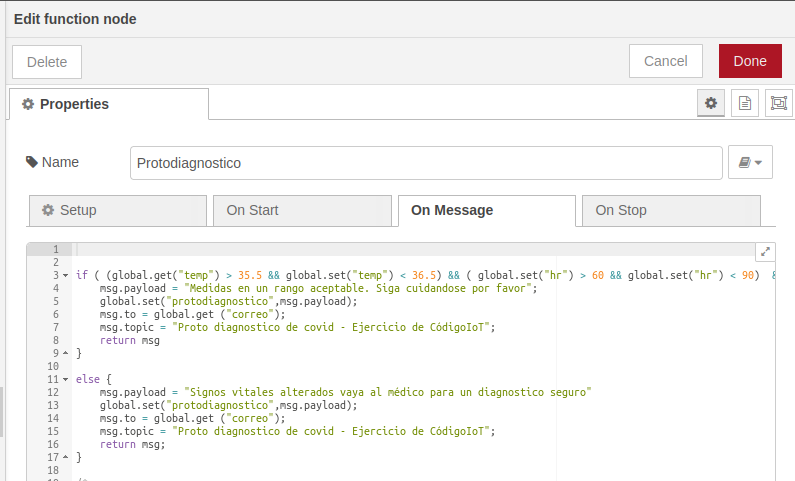 Edit function node
Delete
Cancel
Done
Properties
Name
Protodiagnostico
Setup
On Start
On Message
On Stop
1
2
3 if ( (global.get("temp") > 35.5 && global.set("temp") < 36.5) && ( global.set("hr") > 60 && global.set("hr") < 90) &
4 msg.payload = "Medidas en un rango aceptable. Siga cuidandose por favor";
5 global.set("protodiagnostico",msg.payload);
6 msg.to = global.get ("correo");
7 msg.topic = "Proto diagnostico de covid - Ejercicio de CódigoIoT";
8 return msg
9 }
10
11 else {
12 msg.payload = "Signos vitales alterados vaya al médico para un diagnostico seguro"
13 global.set("protodiagnostico",msg.payload);
14 msg.to = global.get ("correo");
15 msg.topic = "Proto diagnostico de covid - Ejercicio de CódigoIoT";
16 return msg;
17 }
18